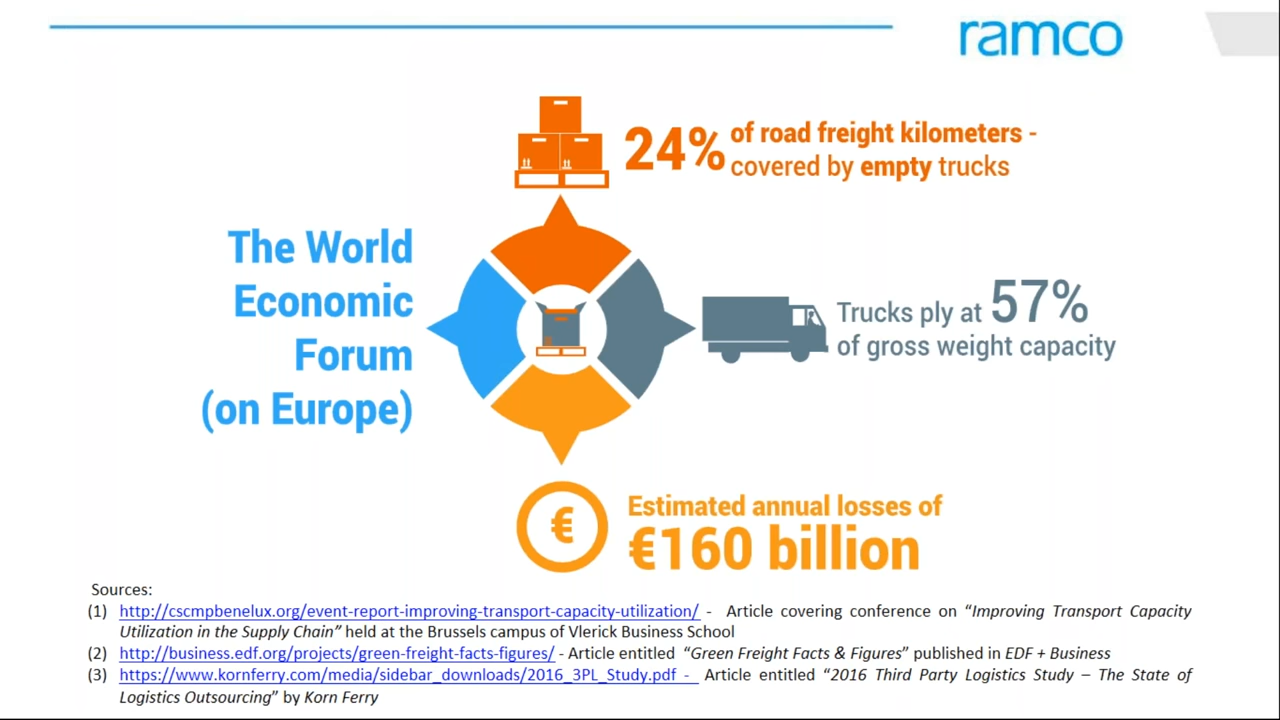 ramco
24% of road freight kilometers -
covered by empty trucks
The World
Economic
Forum
(on Europe)
Trucks ply at 57%
of gross weight capacity
€
Estimated annual losses of
€160 billion
Sources:
(1) http://cscmpbenelux.org/event-report-improving-transport-capacity-utilization/ - Article covering conference on “Improving Transport Capacity
Utilization in the Supply Chain” held at the Brussels campus of Vlerick Business School
(2) http://business.edf.org/projects/green-freight-facts-figures/ - Article entitled “Green Freight Facts & Figures” published in EDF + Business
(3) https://www.kornferry.com/media/sidebar_downloads/2016_3PL_Study.pdf - Article entitled “2016 Third Party Logistics Study – The State of
Logistics Outsourcing” by Korn Ferry